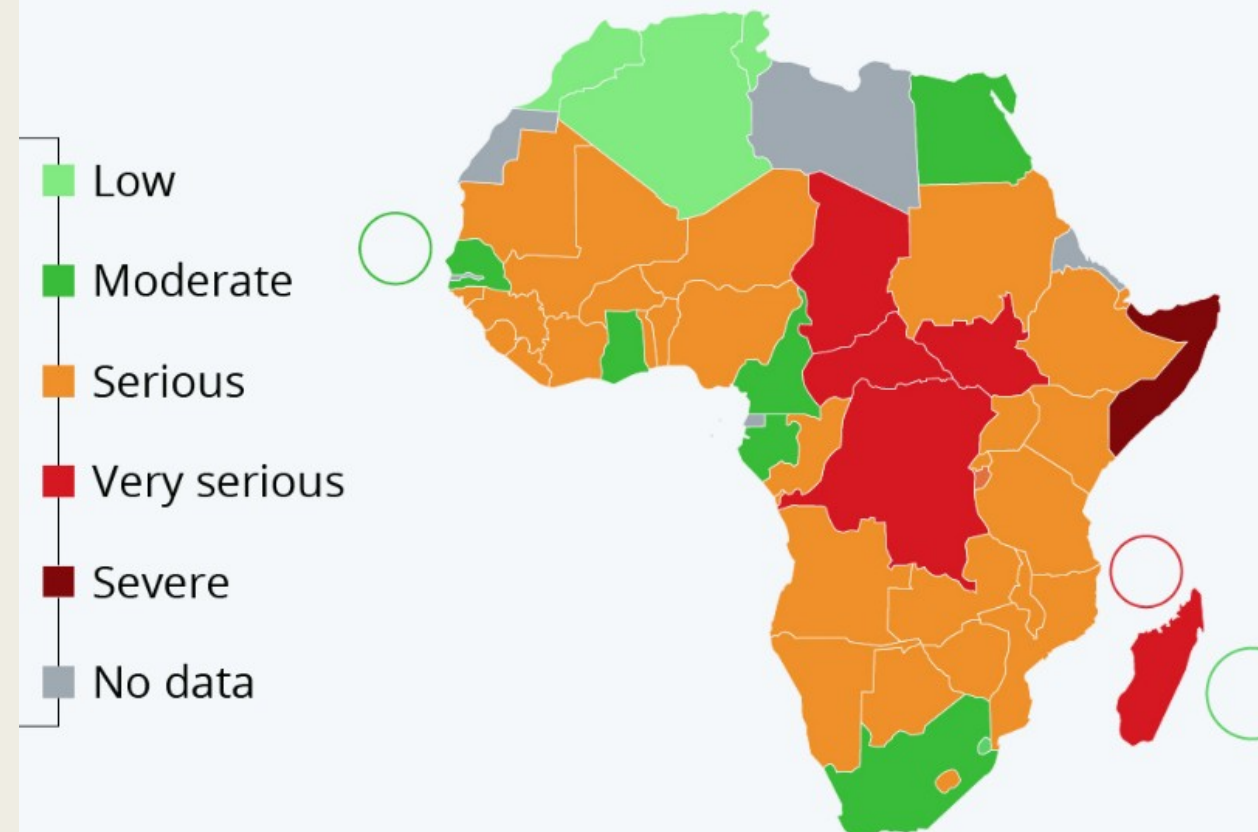 Low
Moderate
Serious
Very serious
Severe
No data